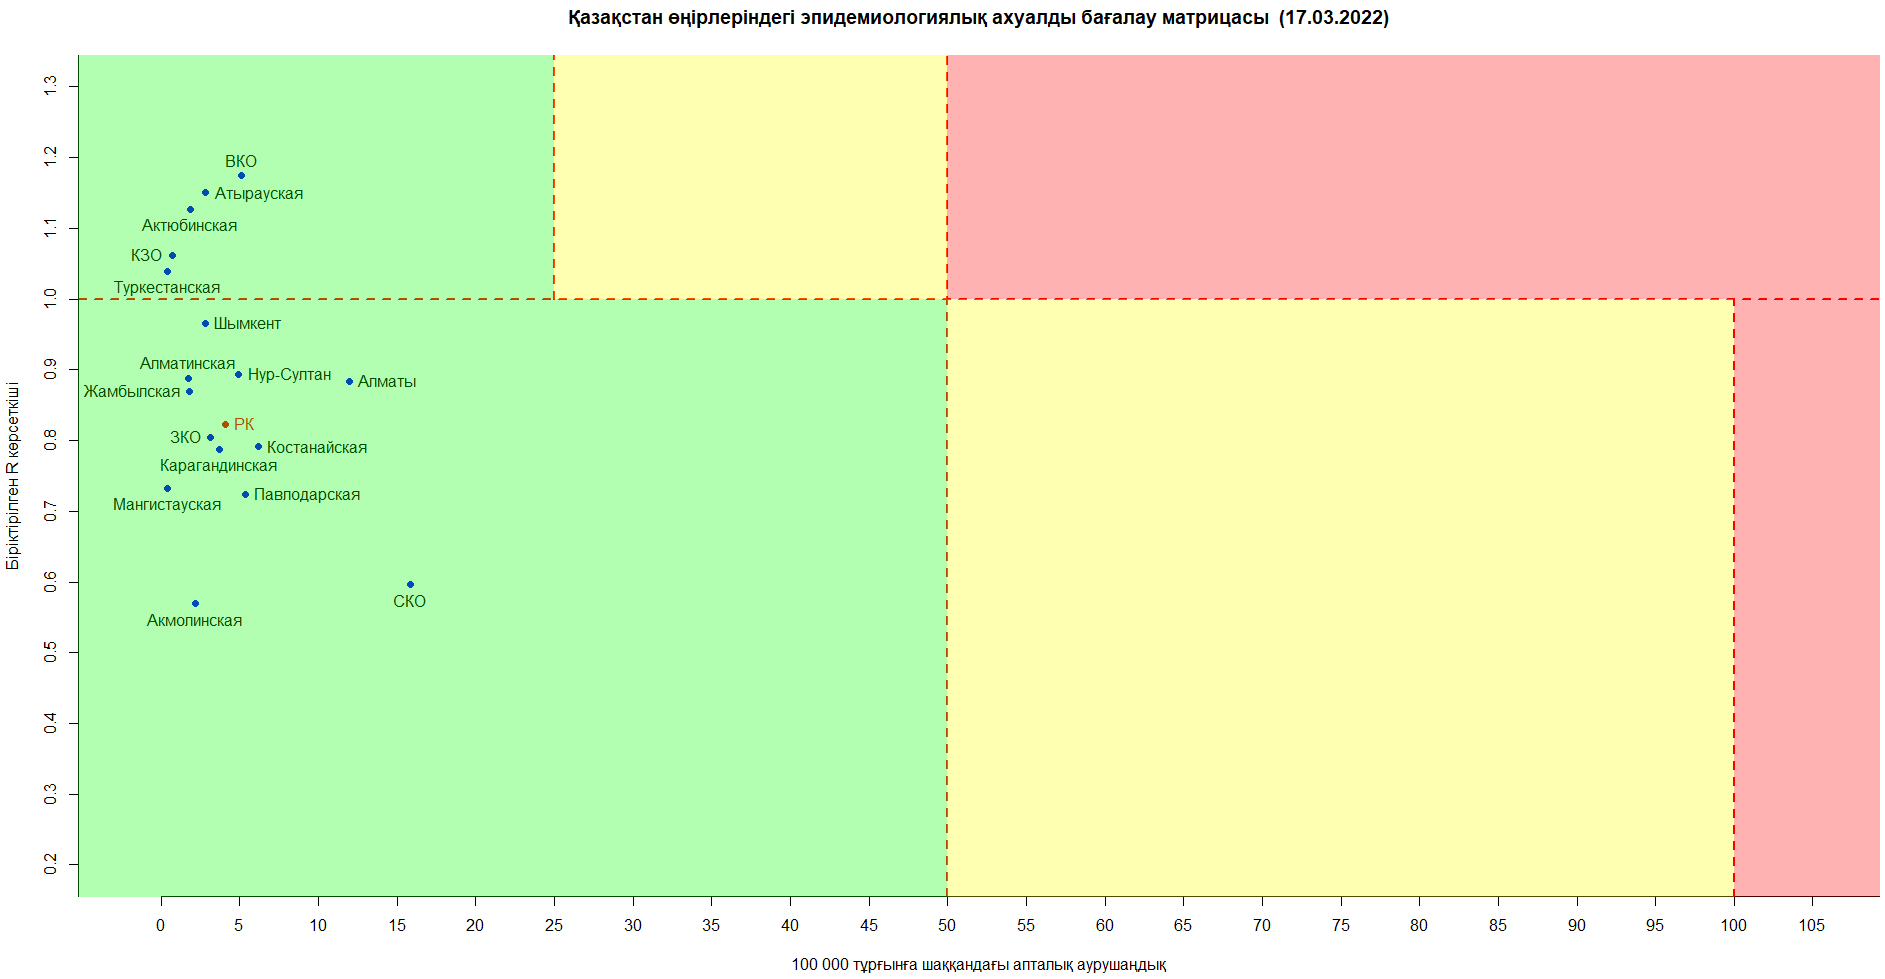 Қазақстан өңірлеріндегі эпидемиологиялық ахуалды бағалау матрицасы (17.03.2022)
Біріктірілген R көрсеткіші
1.3
1.2
1.1
1.0
0.9
0.8
0.7
0.6
0.5
0.4
0.3
0.2
ВКО
Атырауская
Актюбинская
КЗО
Туркестанская
Шымкент
Алматинская
Нур-Султан
Алматы
Жамбылская
РК
ЗКО
Костанайская
Карагандинская
Мангистауская
Павлодарская
СКО
Акмолинская
0 5 10 15 20 25 30 35 40 45 50 55 60 65 70 75 80 85 90 95 100 105
100 000 тұрғынға шаққандағы апталық аурушаңдық